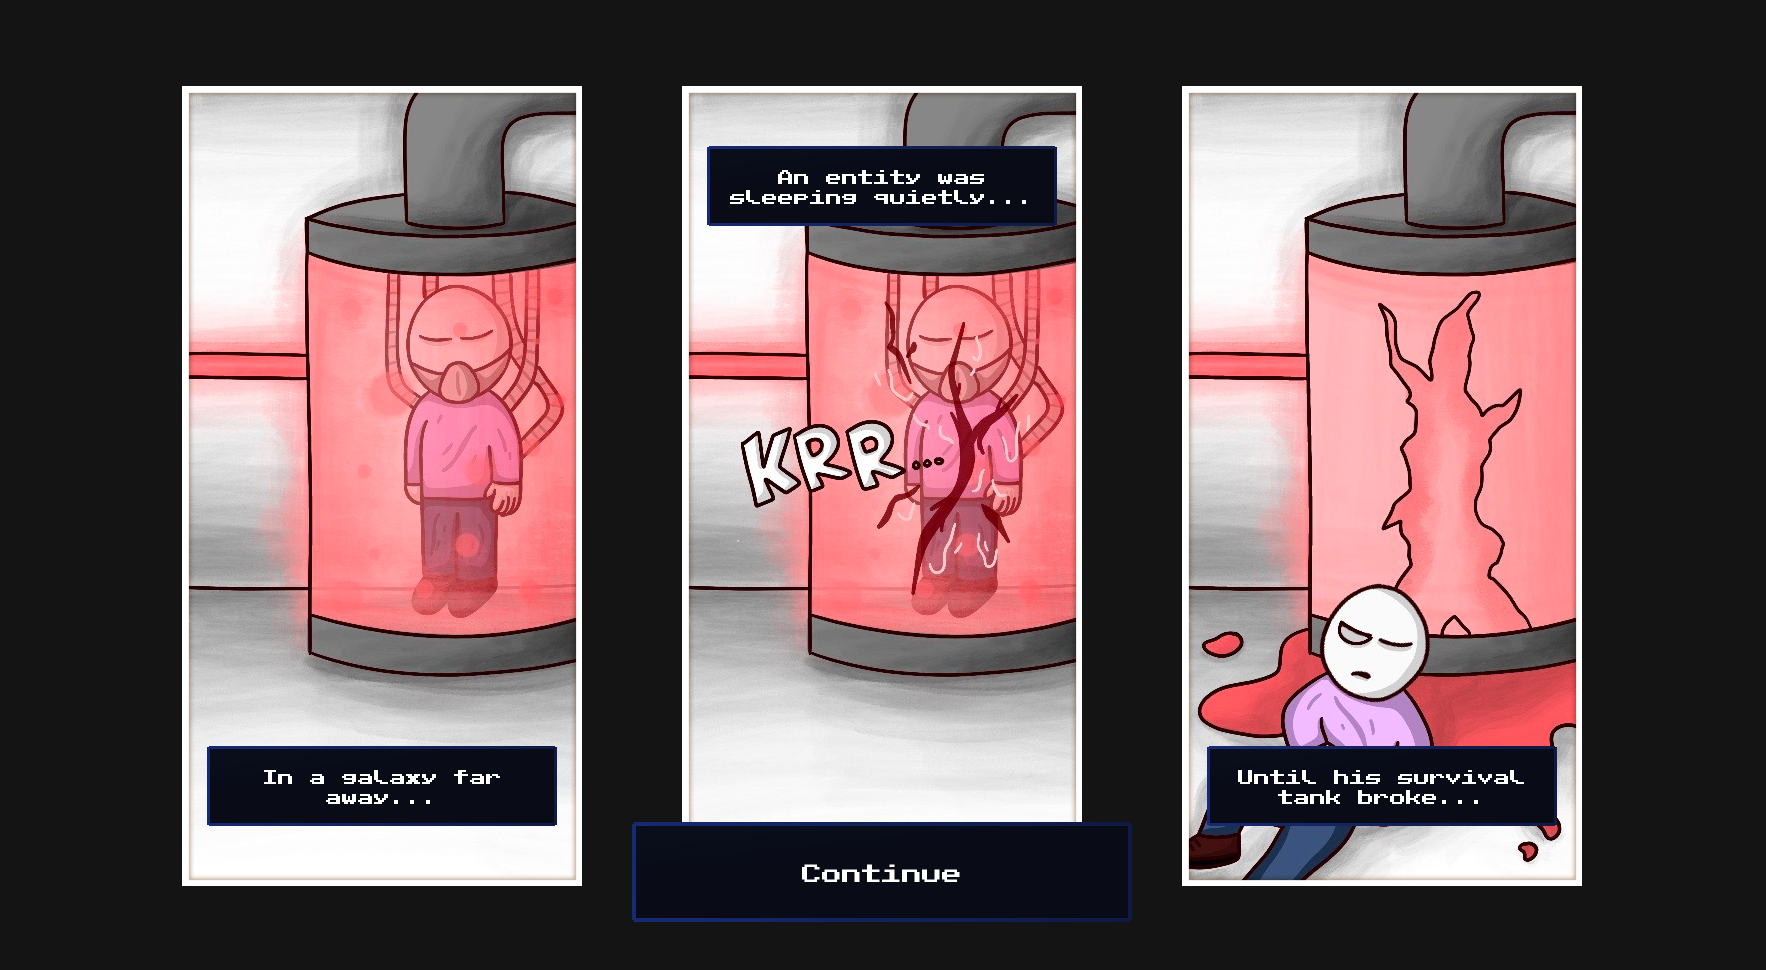 In a galaxy far
away...
An entity was
sleeping quietly...
KRR...
Until his survival
tank broke...
Continue